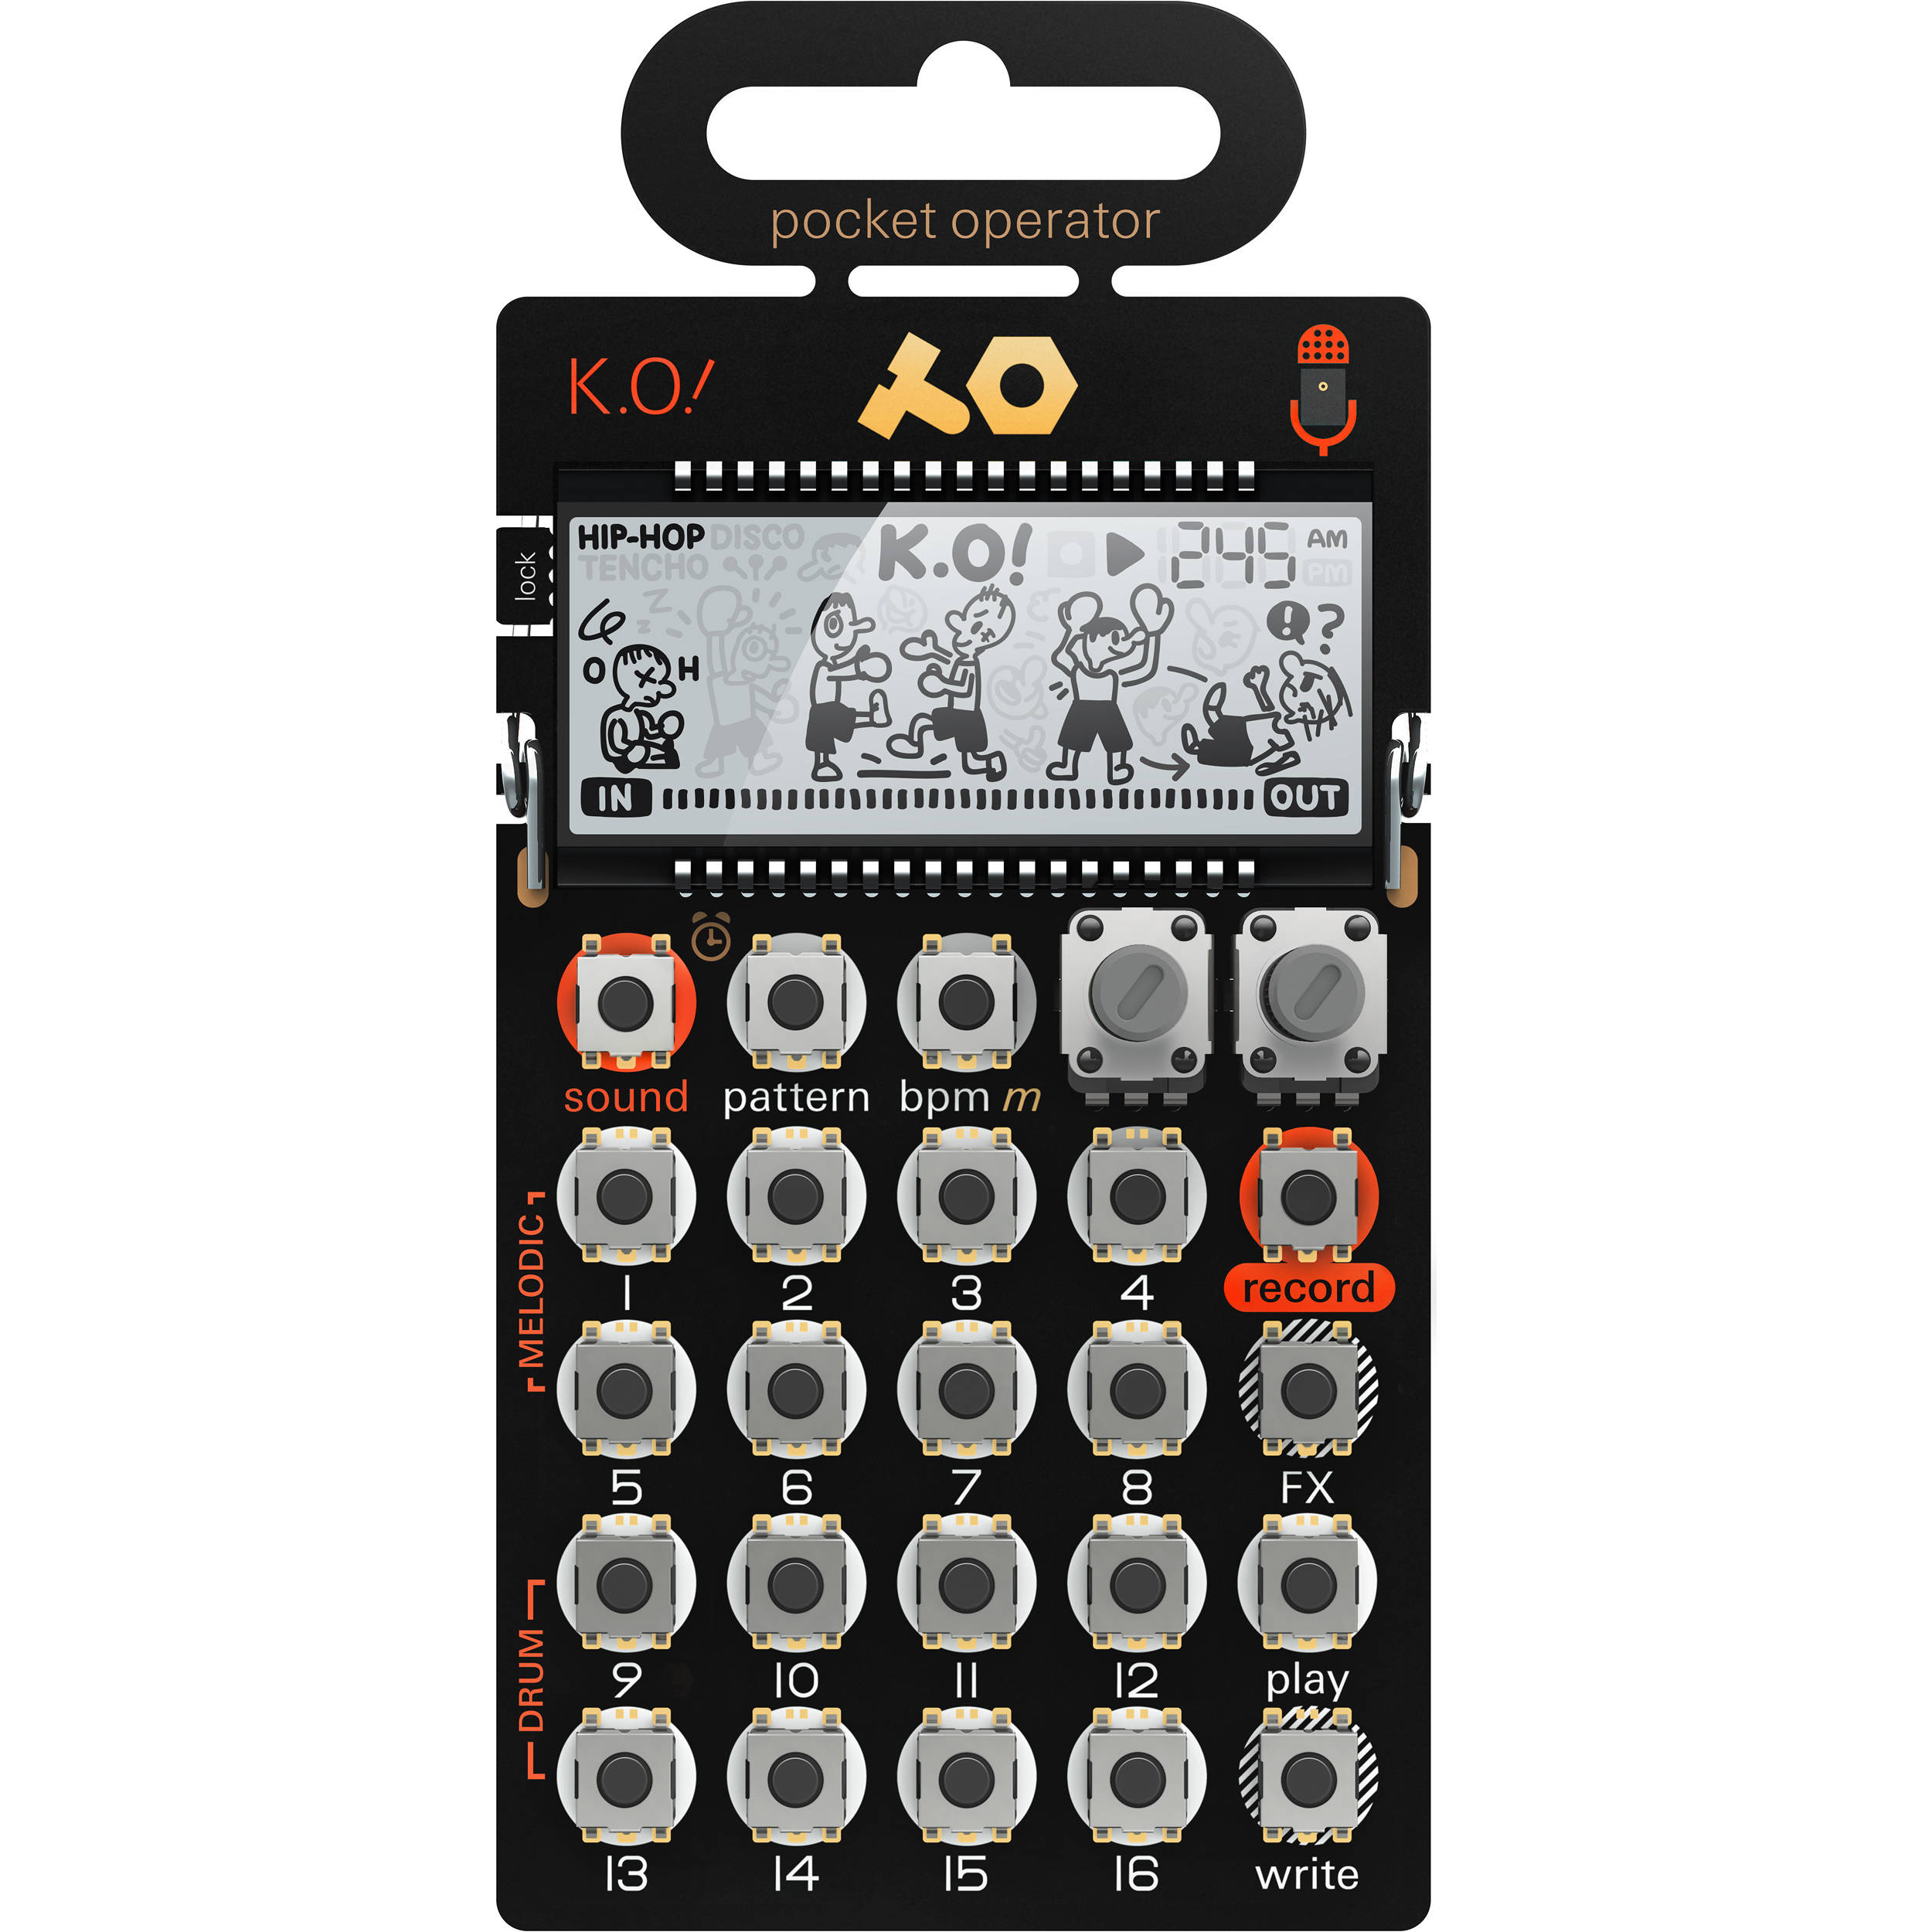 pocket operator
K.O!
HIP-HOP DISCO
TENCHO
K.O!
245
AM
PM
lock
Z
z
! ?
O H
IN
OUT
sound
pattern
bpm m
MELODIC
1
2
3
4
record
5
6
7
8
FX
DRUM
9
10
11
12
play
13
14
15
16
write